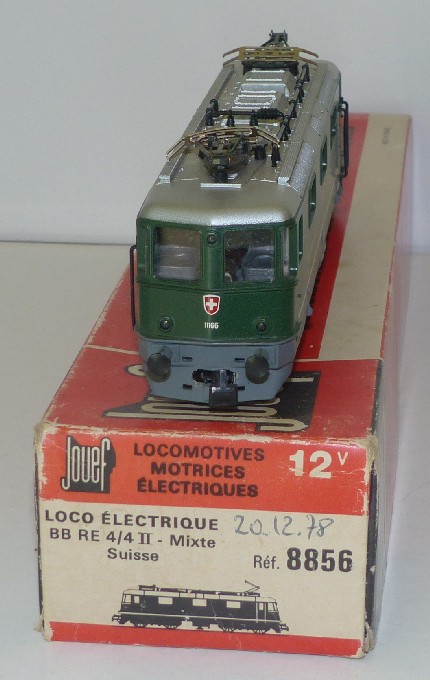 11106
Jouef
LOCOMOTIVES
MOTRICES
ÉLECTRIQUES
12V
LOCO ÉLECTRIQUE
BB RE 4/4 II - Mixte
Suisse
20.12.78
Réf. 8856